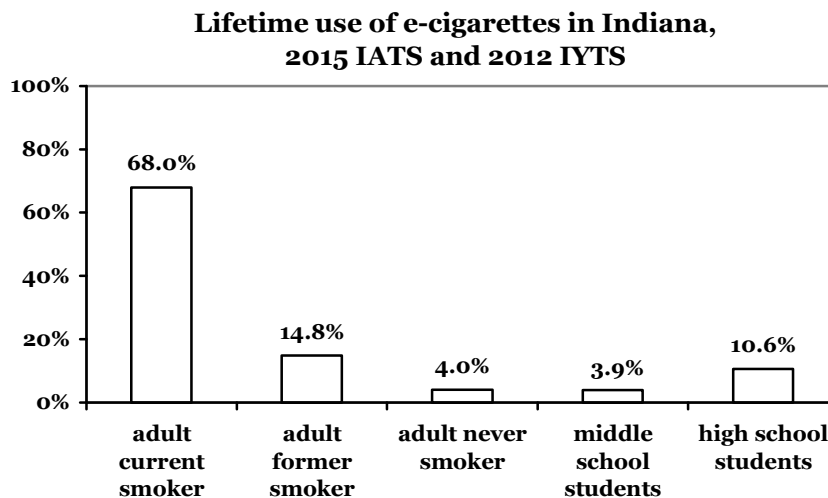 Lifetime use of e-cigarettes in Indiana,
2015 IATS and 2012 IYTS
100%
80%
60%
40%
20%
0%
68.0%
14.8%
4.0%
3.9%
10.6%
adult
current
smoker
adult
former
smoker
adult never
smoker
middle
school
students
high school
students